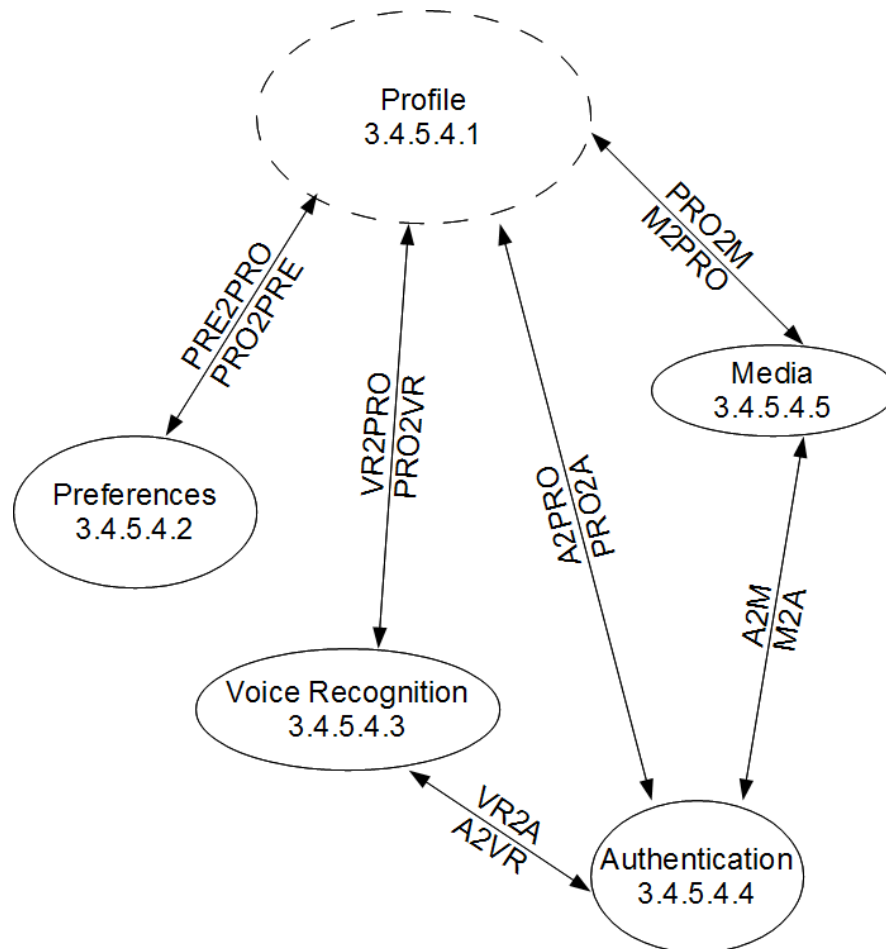 Profile
3.4.5.4.1
PRO2M
M2PRO
PRE2PRO
PRO2PRE
VR2PRO
PRO2VR
A2PRO
PRO2A
Media
3.4.5.4.5
Preferences
3.4.5.4.2
A2M
M2A
Voice Recognition
3.4.5.4.3
VR2A
A2VR
Authentication
3.4.5.4.4